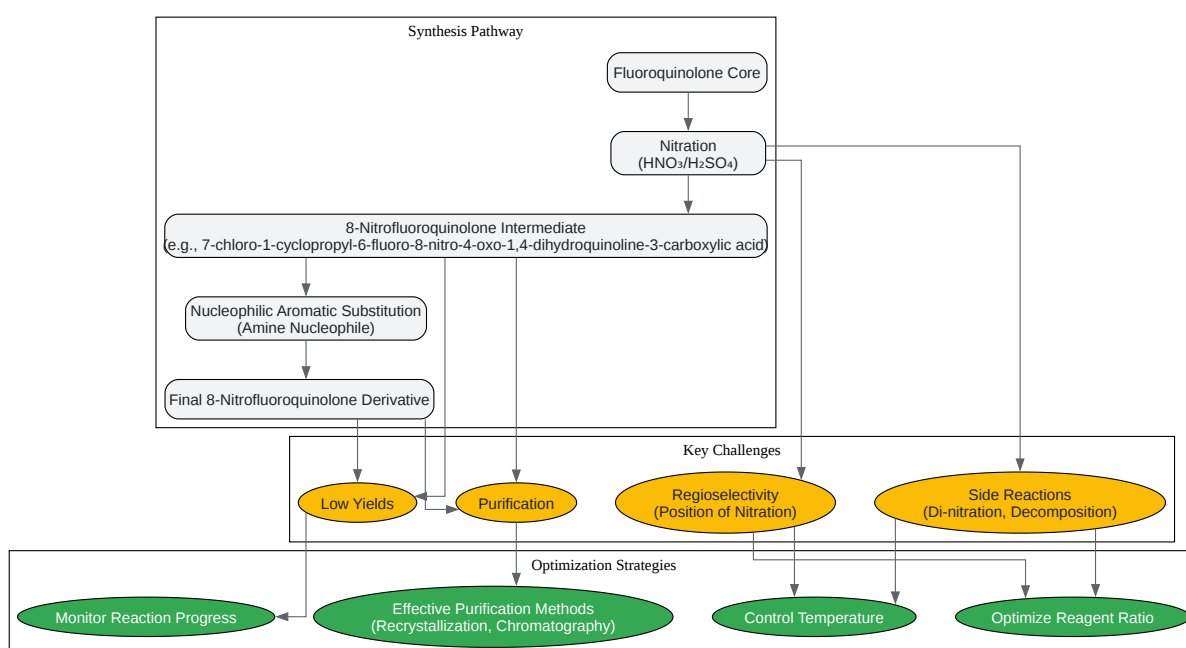 Synthesis Pathway
Fluoroquinolone Core
Nitration
(HNO₃/H₂SO₄)
8-Nitrofluoroquinolone Intermediate
(e.g., 7-chloro-1-cyclopropyl-6-fluoro-8-nitro-4-oxo-1,4-dihydroquinoline-3-carboxylic acid)
Nucleophilic Aromatic Substitution
(Amine Nucleophile)
Final 8-Nitrofluoroquinolone Derivative
Key Challenges
Low Yields
Purification
Regioselectivity
(Position of Nitration)
Side Reactions
(Di-nitration, Decomposition)
Optimization Strategies
Monitor Reaction Progress
Effective Purification Methods
(Recrystallization, Chromatography)
Control Temperature
Optimize Reagent Ratio